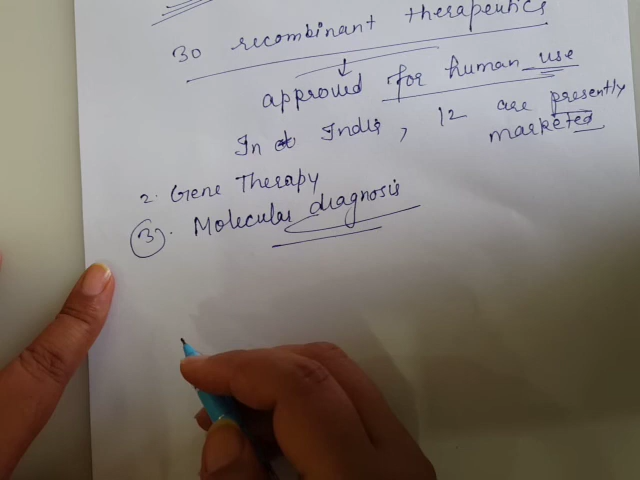 30 recombinant therapeutics
approved for human use
In India, 12 are presently
marketed
2. Gene Therapy
3. Molecular diagnosis